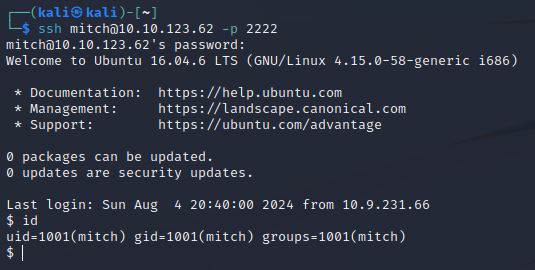 ┌──(kali㉿kali)-[~]
└─$ ssh mitch@10.10.123.62 -p 2222
mitch@10.10.123.62's password:
Welcome to Ubuntu 16.04.6 LTS (GNU/Linux 4.15.0-58-generic i686)
* Documentation:  https://help.ubuntu.com
* Management:     https://landscape.canonical.com
* Support:        https://ubuntu.com/advantage
0 packages can be updated.
0 updates are security updates.
Last login: Sun Aug  4 20:40:00 2024 from 10.9.231.66
$ id
uid=1001(mitch) gid=1001(mitch) groups=1001(mitch)
$